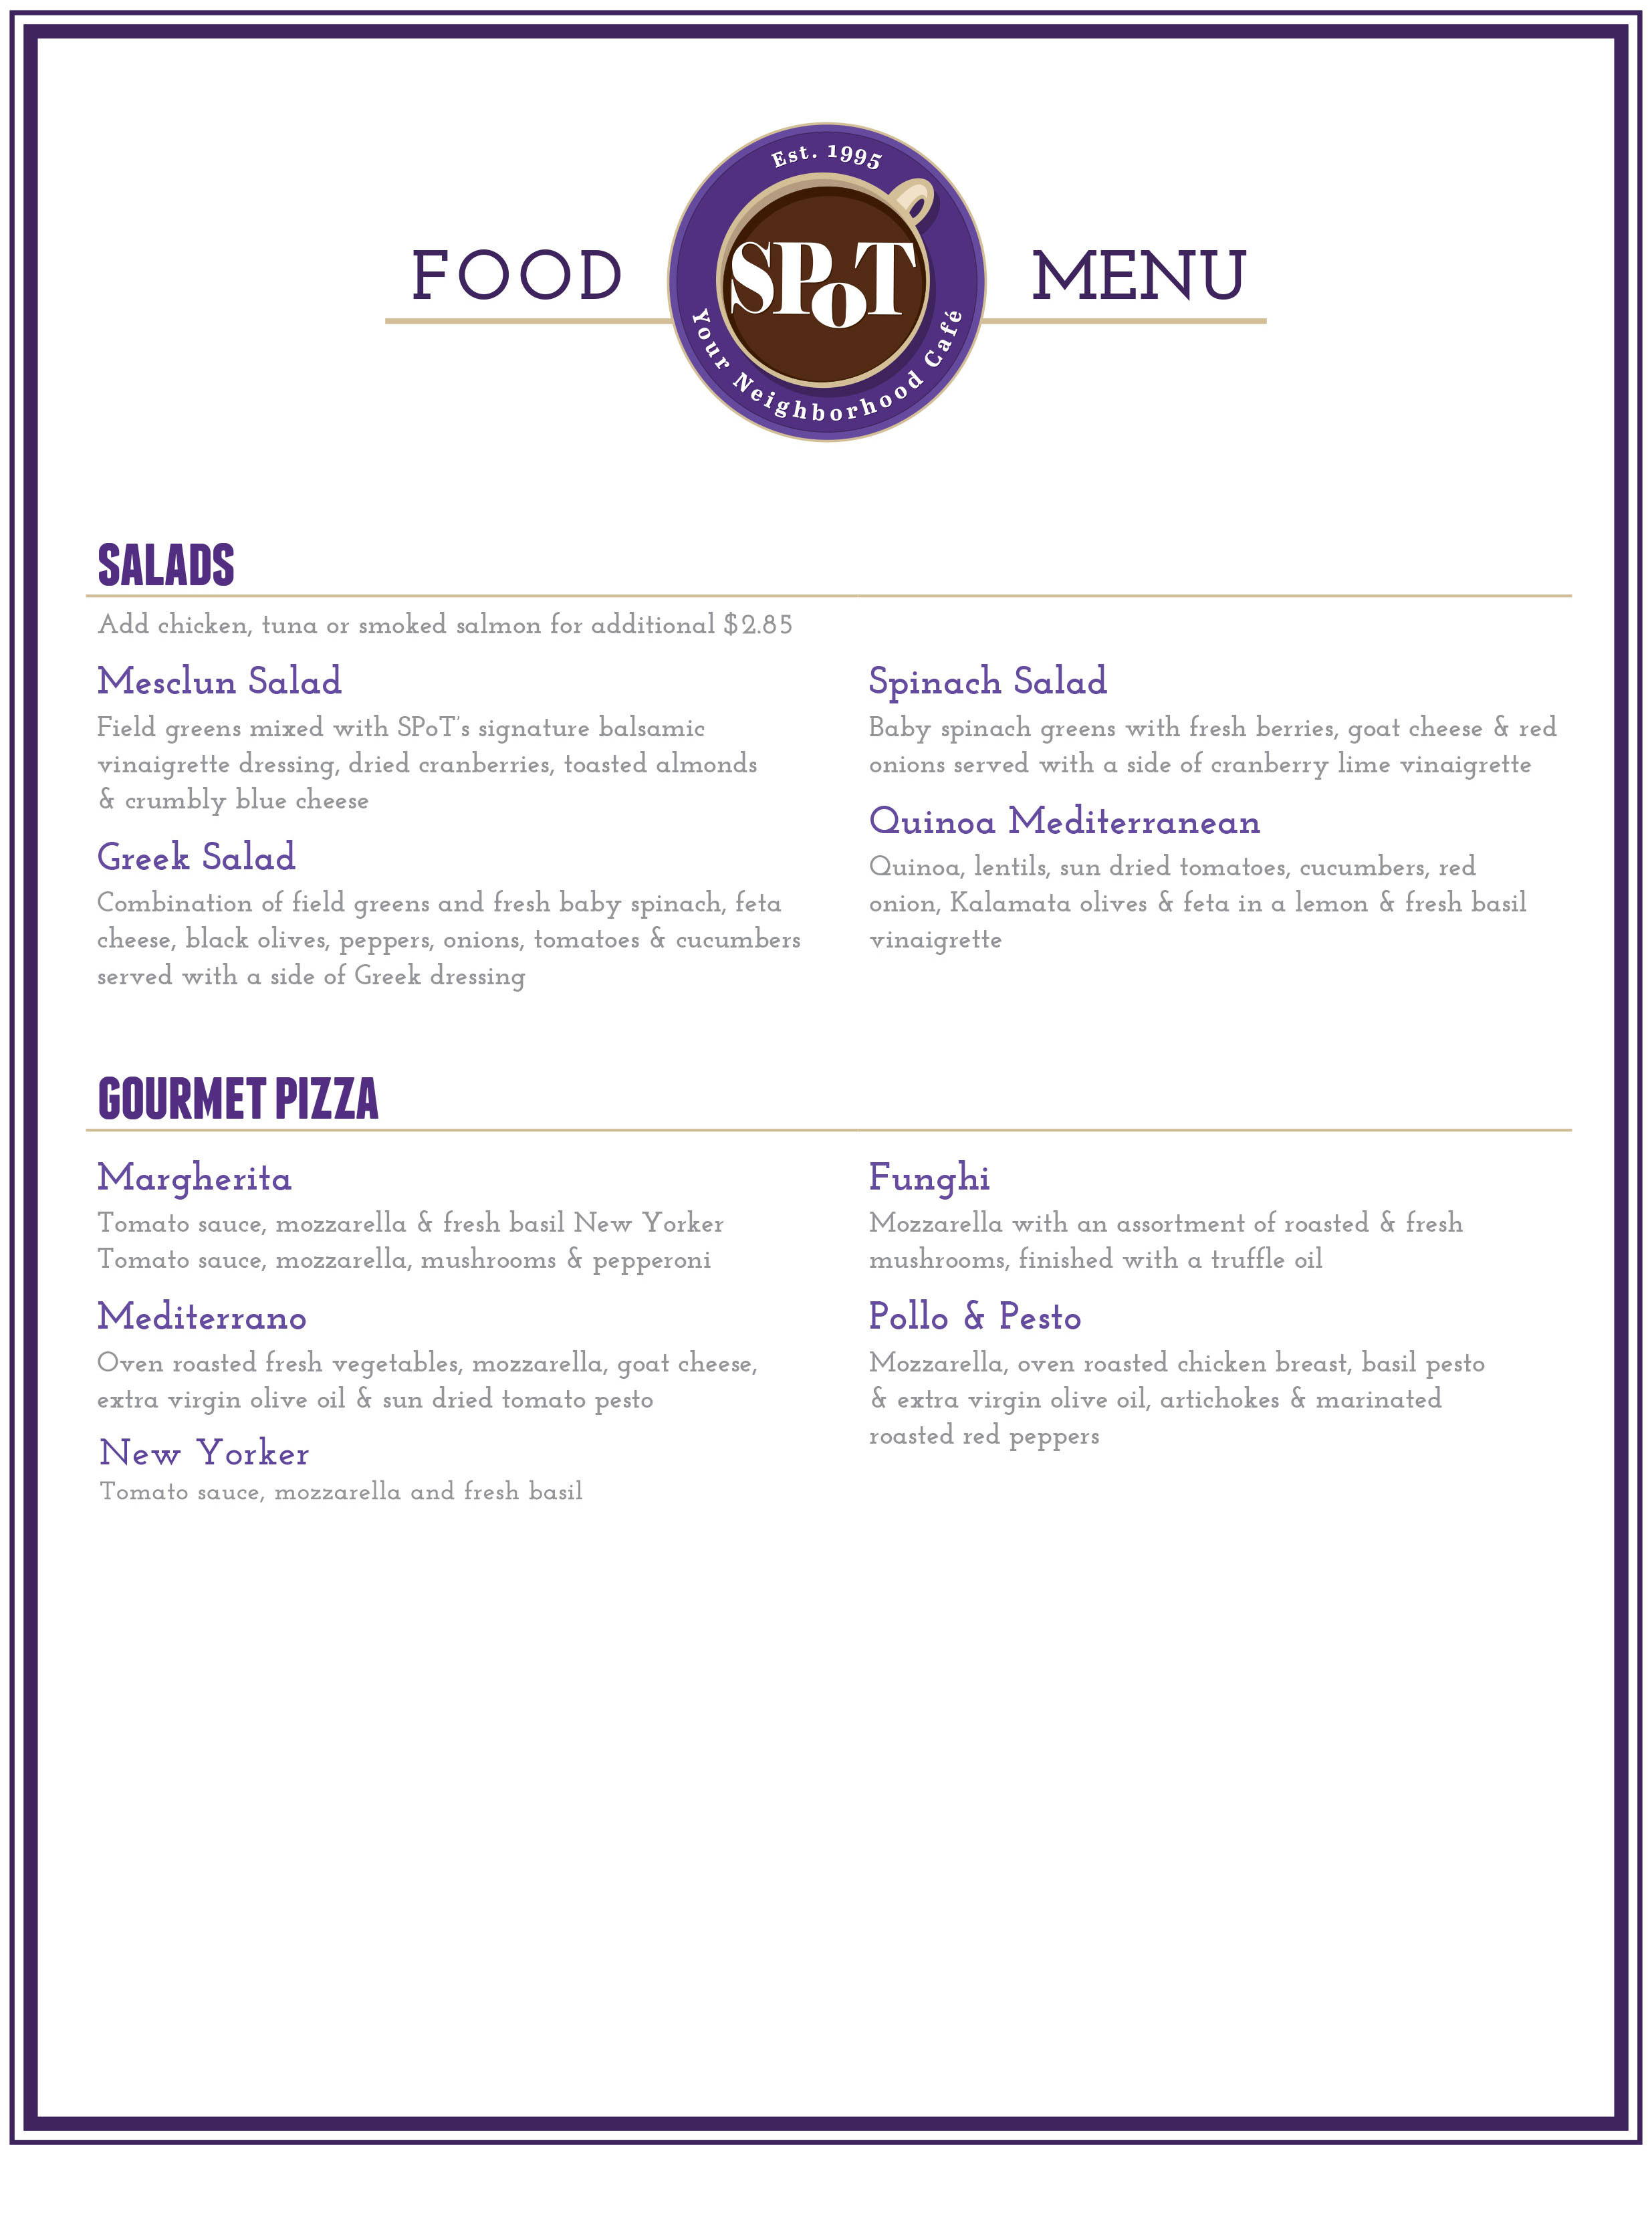 FOOD
Est. 1995
SPoT
Your Neighborhood Café
MENU
SALADS
Add chicken, tuna or smoked salmon for additional $2.85
Mesclun Salad
Field greens mixed with SPoT's signature balsamic
vinaigrette dressing, dried cranberries, toasted almonds
& crumbly blue cheese
Greek Salad
Combination of field greens and fresh baby spinach, feta
cheese, black olives, peppers, onions, tomatoes & cucumbers
served with a side of Greek dressing
Spinach Salad
Baby spinach greens with fresh berries, goat cheese & red
onions served with a side of cranberry lime vinaigrette
Quinoa Mediterranean
Quinoa, lentils, sun dried tomatoes, cucumbers, red
onion, Kalamata olives & feta in a lemon & fresh basil
vinaigrette
GOURMET PIZZA
Margherita
Tomato sauce, mozzarella & fresh basil New Yorker
Tomato sauce, mozzarella, mushrooms & pepperoni
Mediterrano
Oven roasted fresh vegetables, mozzarella, goat cheese,
extra virgin olive oil & sun dried tomato pesto
New Yorker
Tomato sauce, mozzarella and fresh basil
Funghi
Mozzarella with an assortment of roasted & fresh
mushrooms, finished with a truffle oil
Pollo & Pesto
Mozzarella, oven roasted chicken breast, basil pesto
& extra virgin olive oil, artichokes & marinated
roasted red peppers